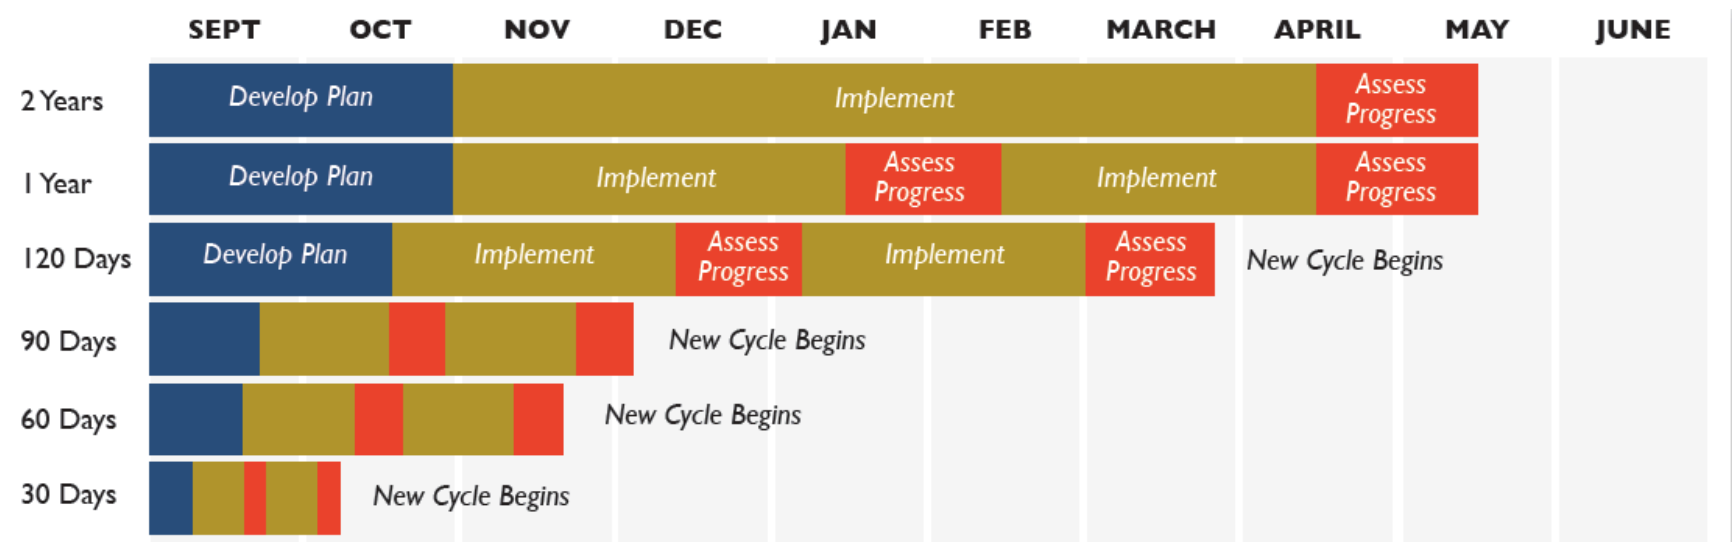 SEPT OCT NOV DEC JAN FEB MARCH APRIL MAY JUNE
2 Years Develop Plan Implement Assess
Progress
1 Year Develop Plan Implement Assess
Progress Implement Assess
Progress
120 Days Develop Plan Implement Assess
Progress Implement Assess
Progress New Cycle Begins
90 Days New Cycle Begins
60 Days New Cycle Begins
30 Days New Cycle Begins